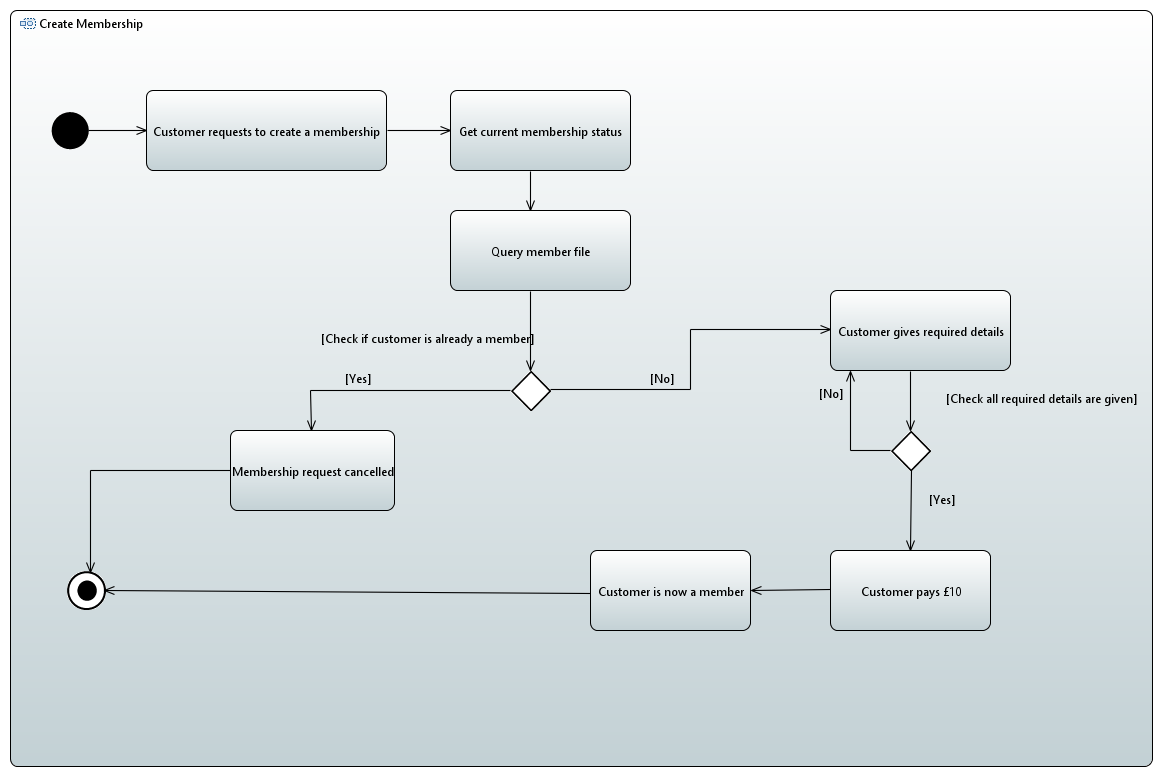 Create Membership
Customer requests to create a membership
Get current membership status
Query member file
[Check if customer is already a member]
[Yes]
[No]
Customer gives required details
[No]
[Check all required details are given]
Membership request cancelled
[Yes]
Customer is now a member
Customer pays £10